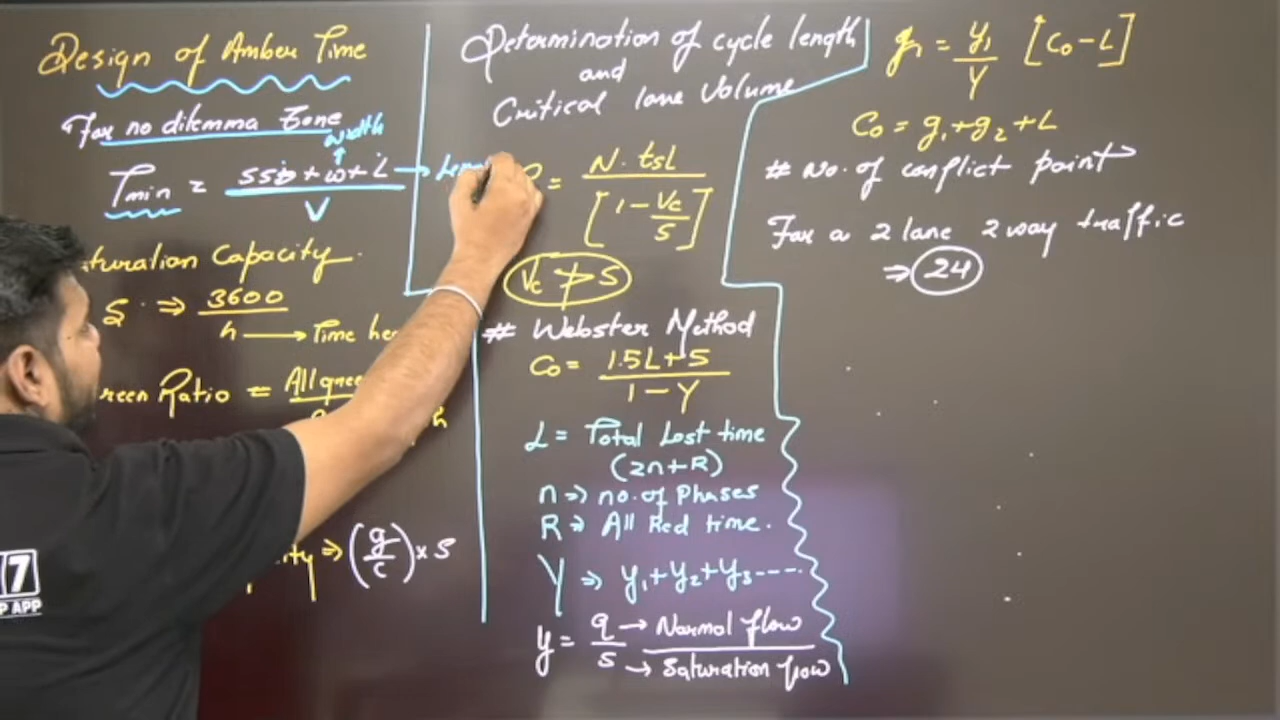 Design of Amber Time
For no dilemma zone
width
Tmin = SSD + w + L →
V
Saturation Capacity
S ⇒ 3600
h → Time
Green Ratio = All
⇒ (g/c) × S
7
P APP
Determination of cycle length
and
Critical lane Volume
= N. tSL
[1 - Vc/S]
Vc ≯ S
# Webster Method
Co = 1.5L+5
1 - Y
L = Total Lost time
(2n+R)
n ⇒ no. of Phases
R ⇒ All Red time.
Y ⇒ y1+y2+y3----
y = q → Normal flow
s → Saturation flow
g1 = y1/Y [Co - L]
Co = g1+g2+L
# No. of conflict point
For a 2 lane 2 way traffic
⇒ 24